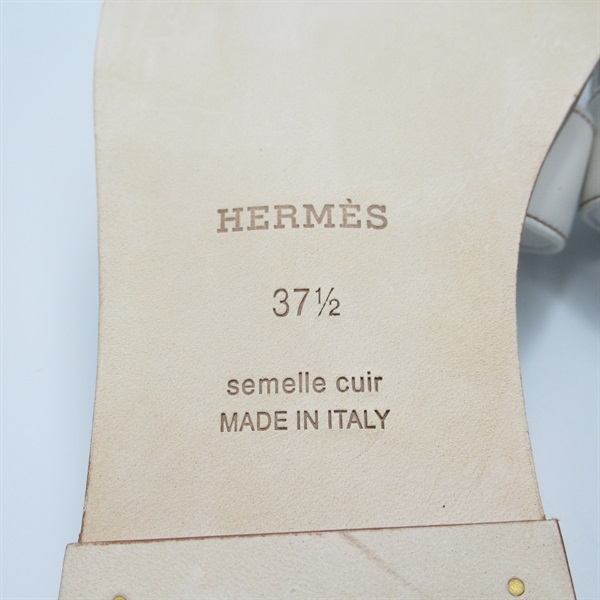 HERMÈS
37½
semelle cuir
MADE IN ITALY